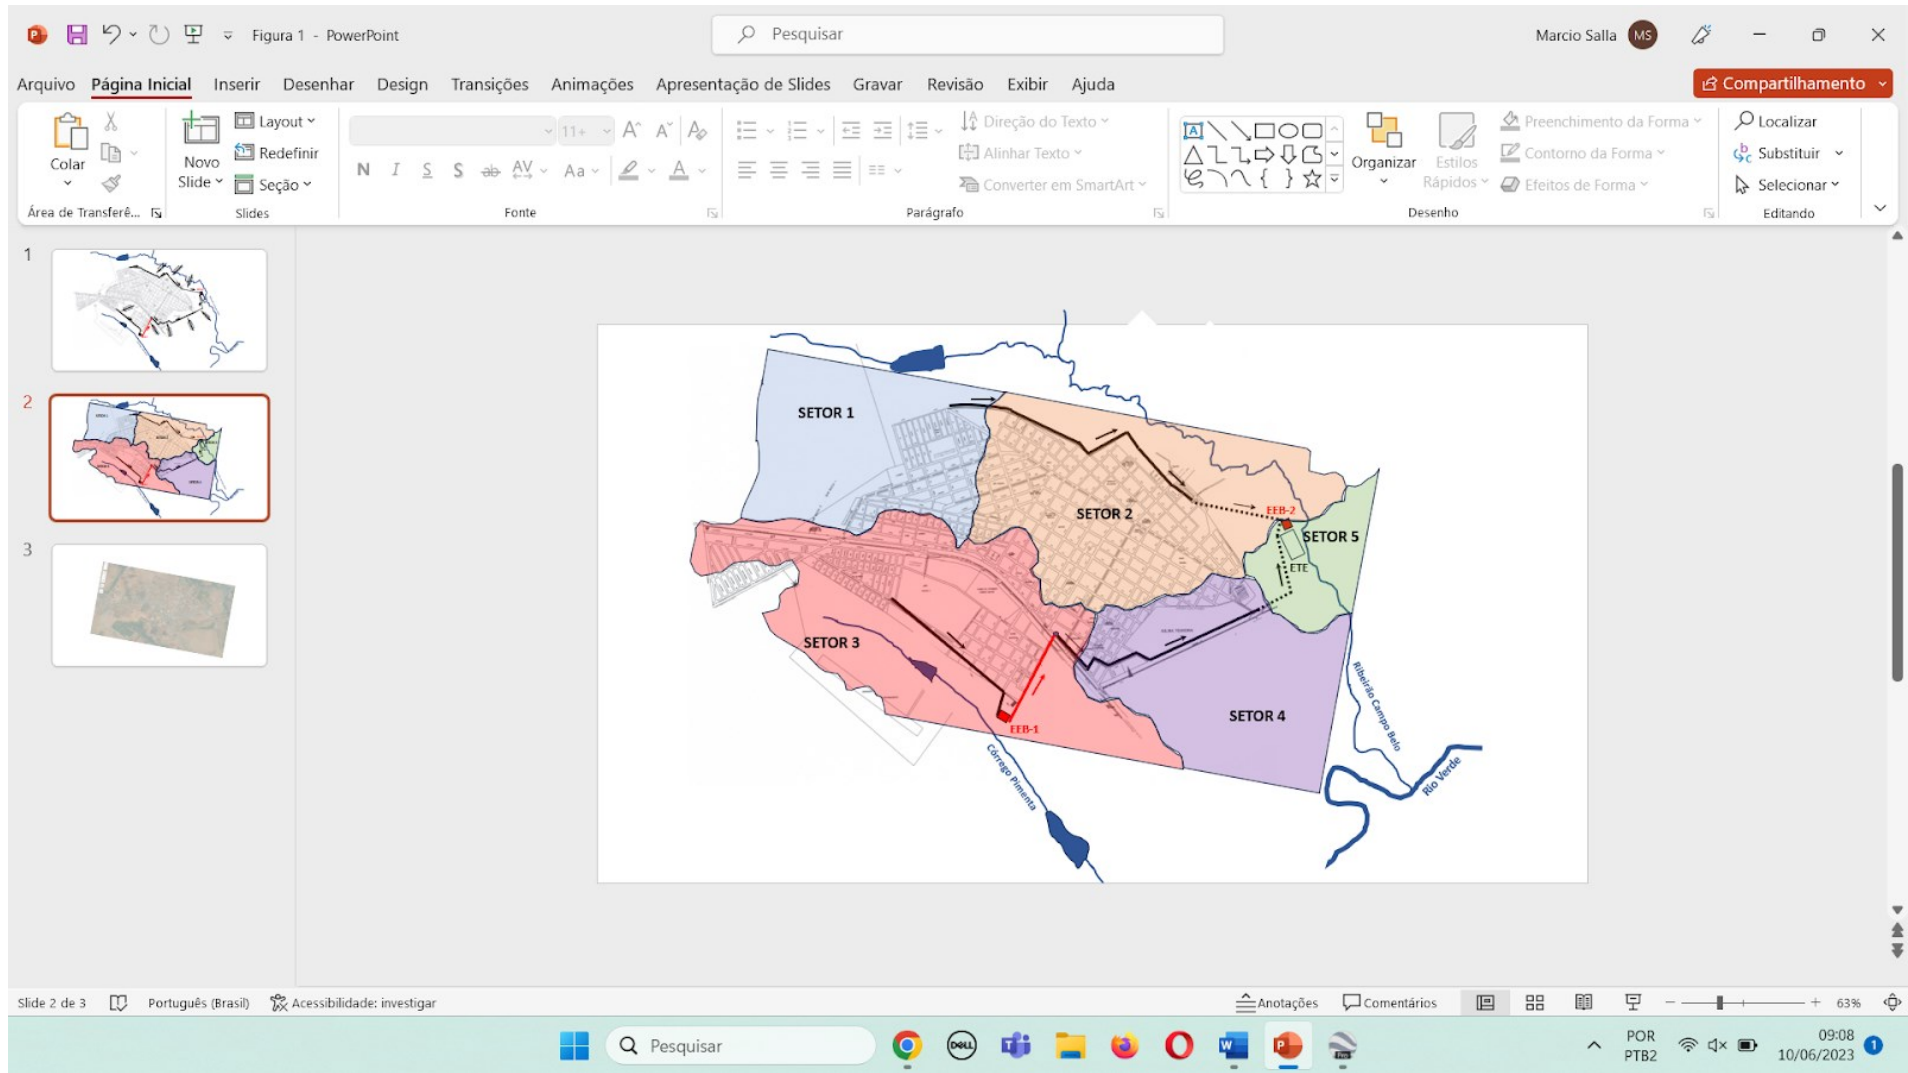 Figura 1 - PowerPoint
Pesquisar
Marcio Salla MS
Arquivo Página Inicial Inserir Desenhar Design Transições Animações Apresentação de Slides Gravar Revisão Exibir Ajuda
Compartilhamento
Colar
Novo Slide
Layout
Redefinir
Seção
11+
Direção do Texto
Alinhar Texto
Converter em SmartArt
Organizar
Estilos Rápidos
Preenchimento da Forma
Contorno da Forma
Efeitos de Forma
Localizar
Substituir
Selecionar
Área de Transferê... Slides Fonte Parágrafo Desenho Editando
1
2
3
SETOR 1
SETOR 2
EEB-2
SETOR 5
ETE
SETOR 3
SETOR 4
EEB-1
Córrego Pimenta
Ribeirão Campo Belo
Rio Verde
Slide 2 de 3 Português (Brasil) Acessibilidade: investigar Anotações Comentários 63%
Pesquisar
DELL
POR
PTB2
09:08
10/06/2023
1